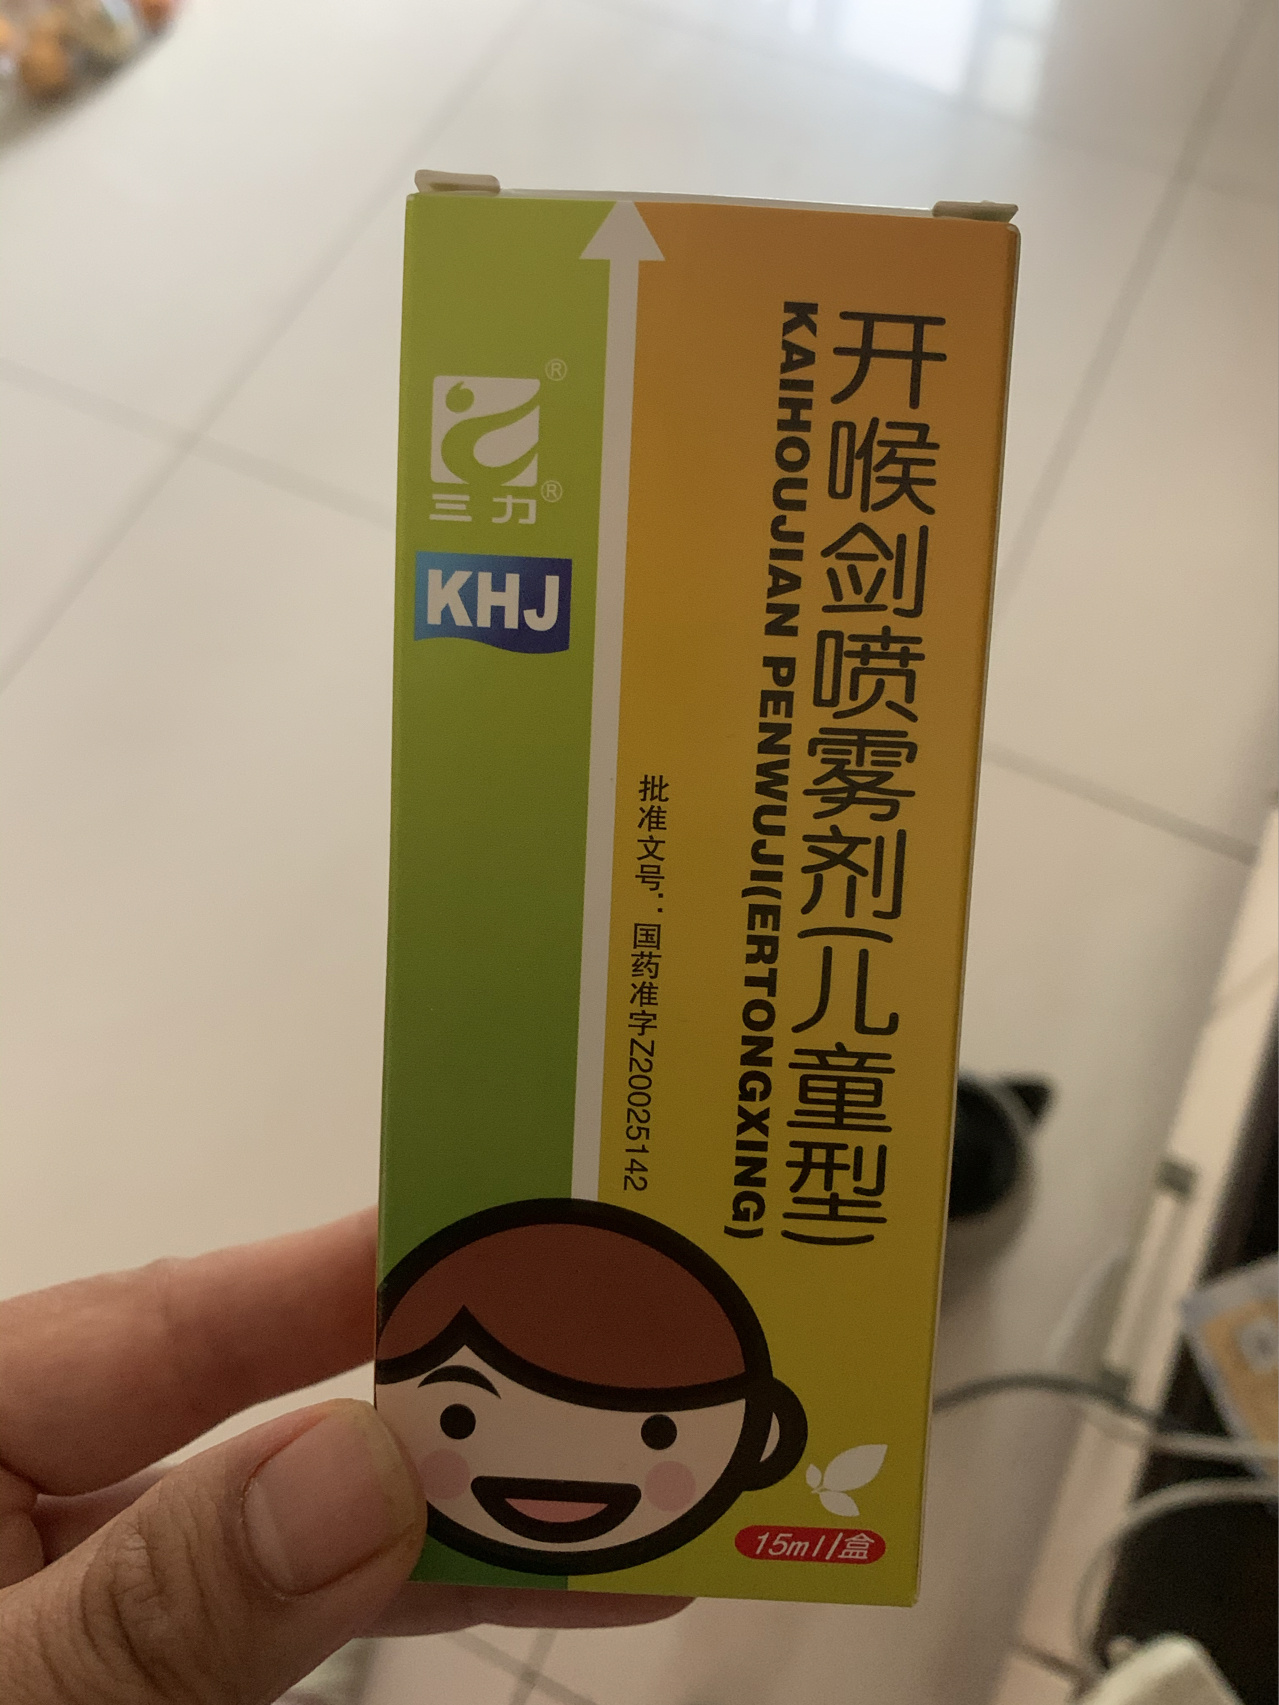 开喉剑喷雾剂(儿童型)
KAIHOUJIAN PENWUJI(ERTONGXING)
批准文号：国药准字Z20025142
®
三力®
KHJ
15ml/盒